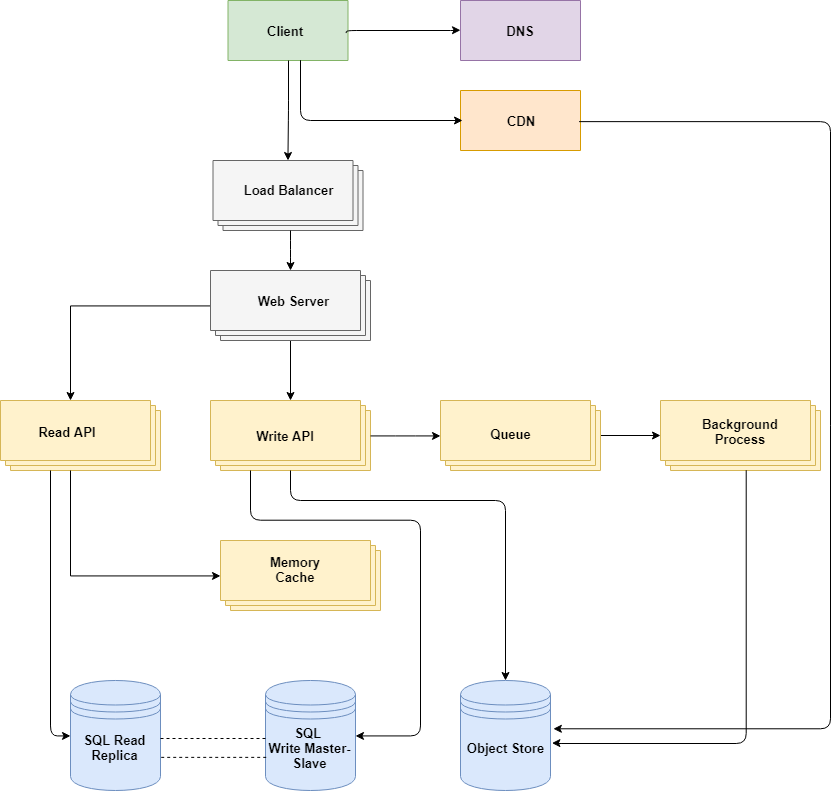 Client
DNS
CDN
Load Balancer
Web Server
Read API
Write API
Queue
Background
Process
Memory
Cache
SQL Read
Replica
SQL
Write Master-
Slave
Object Store